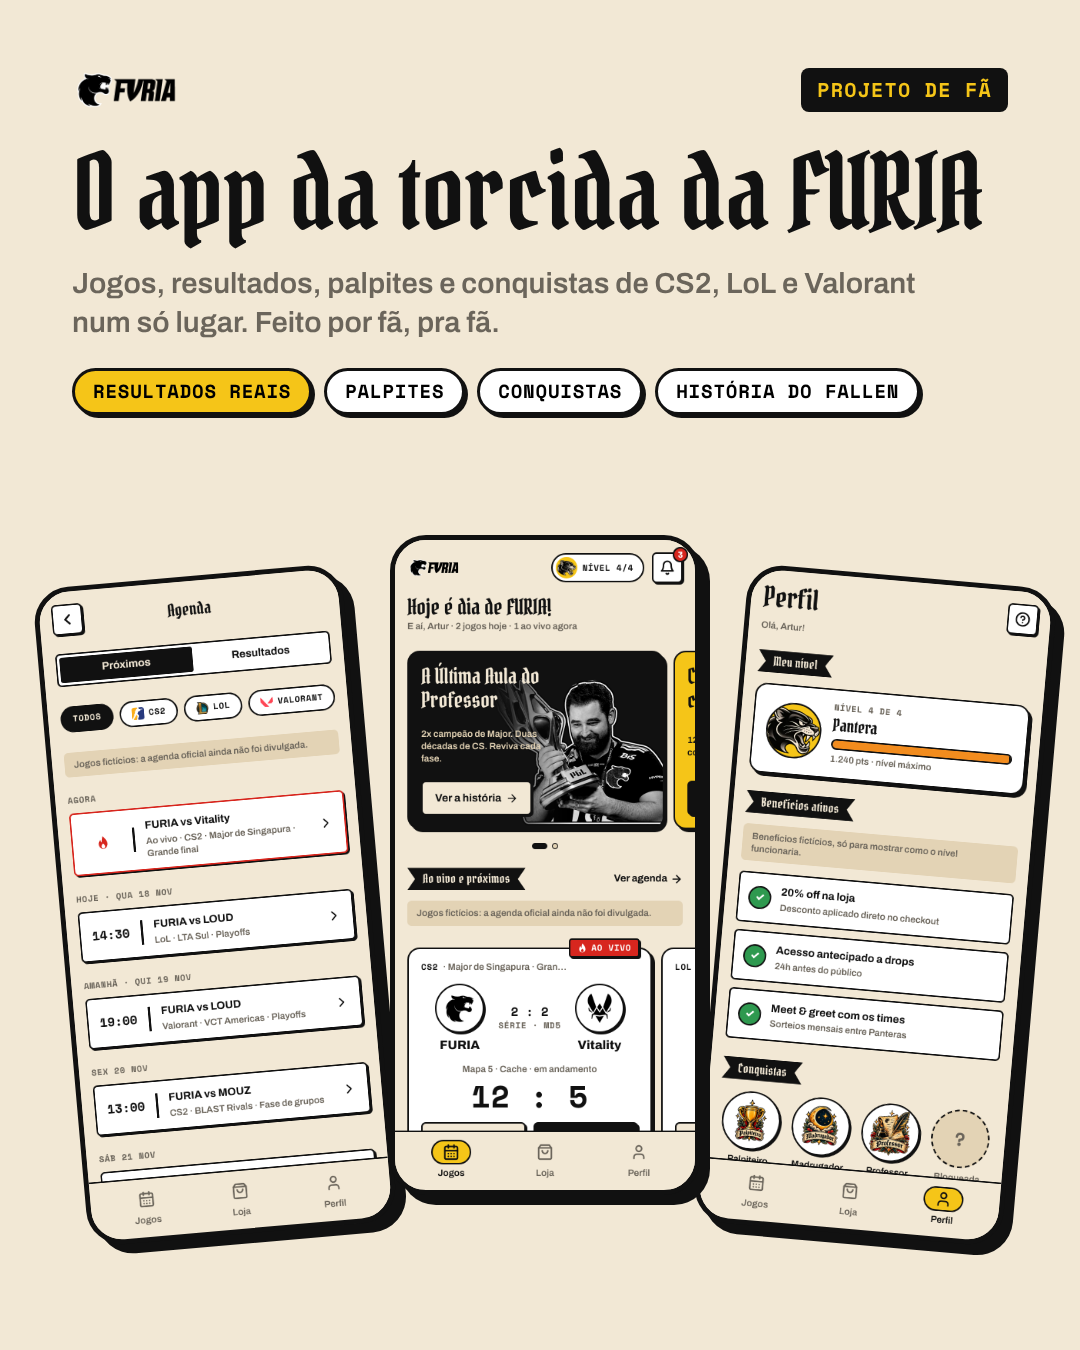 FURIA
PROJETO DE FÃ
O app da torcida da FURIA
Jogos, resultados, palpites e conquistas de CS2, LoL e Valorant
num só lugar. Feito por fã, pra fã.
RESULTADOS REAIS
PALPITES
CONQUISTAS
HISTÓRIA DO FALLEN
Agenda
Próximos
Resultados
TODOS
CS2
LOL
VALORANT
Jogos fictícios: a agenda oficial ainda não foi divulgada.
AGORA
FURIA vs Vitality
Ao vivo · CS2 · Major de Singapura ·
Grande final
HOJE · QUA 18 NOV
14:30
FURIA vs LOUD
LoL · LTA Sul · Playoffs
AMANHÃ · QUI 19 NOV
19:00
FURIA vs LOUD
Valorant · VCT Americas · Playoffs
SEX 20 NOV
13:00
FURIA vs MOUZ
CS2 · BLAST Rivals · Fase de grupos
SÁB 21 NOV
Jogos
Loja
Perfil
FURIA
NÍVEL 4/4
3
Hoje é dia de FURIA!
E aí, Artur · 2 jogos hoje · 1 ao vivo agora
A Última Aula do
Professor
2x campeão de Major. Duas
décadas de CS. Reviva cada
fase.
Ver a história
Ao vivo e próximos
Ver agenda
Jogos fictícios: a agenda oficial ainda não foi divulgada.
AO VIVO
CS2 · Major de Singapura · Gran...
LOL
2 : 2
SÉRIE · MD5
FURIA
Vitality
Mapa 5 · Cache · em andamento
12 : 5
Jogos
Loja
Perfil
Perfil
Olá, Artur!
Meu nível
NÍVEL 4 DE 4
Pantera
1.240 pts · nível máximo
Benefícios ativos
Benefícios fictícios, só para mostrar como o nível
funcionaria.
20% off na loja
Desconto aplicado direto no checkout
Acesso antecipado a drops
24h antes do público
Meet & greet com os times
Sorteios mensais entre Panteras
Conquistas
?
Palpiteiro
Madrugador
Professor
Bloqueada
Jogos
Loja
Perfil